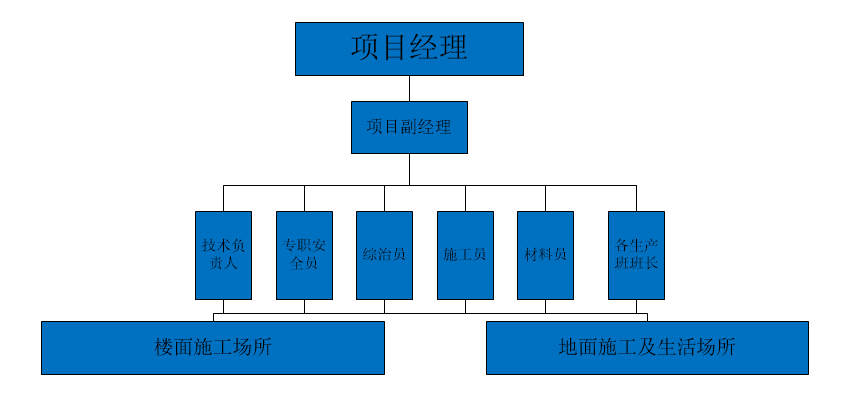 项目经理
项目副经理
技术负
责人
专职安
全员
综治员
施工员
材料员
各生产
班班长
楼面施工场所
地面施工及生活场所